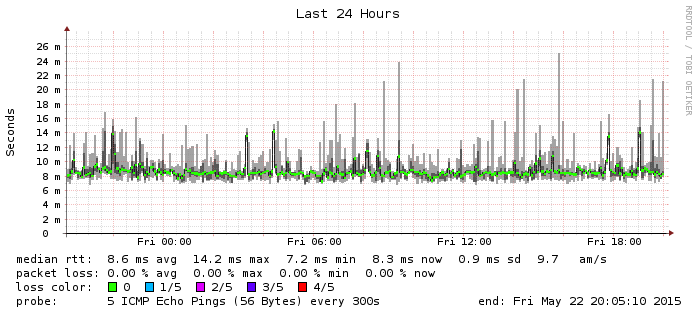 Last 24 Hours
RRDTOOL / TOBI OETIKER
Seconds
26 m
24 m
22 m
20 m
18 m
16 m
14 m
12 m
10 m
8 m
6 m
4 m
2 m
0
Fri 00:00 Fri 06:00 Fri 12:00 Fri 18:00
median rtt: 8.6 ms avg 14.2 ms max 7.2 ms min 8.3 ms now 0.9 ms sd 9.7 am/s
packet loss: 0.00 % avg 0.00 % max 0.00 % min 0.00 % now
loss color: 0 1/5 2/5 3/5 4/5
probe: 5 ICMP Echo Pings (56 Bytes) every 300s end: Fri May 22 20:05:10 2015